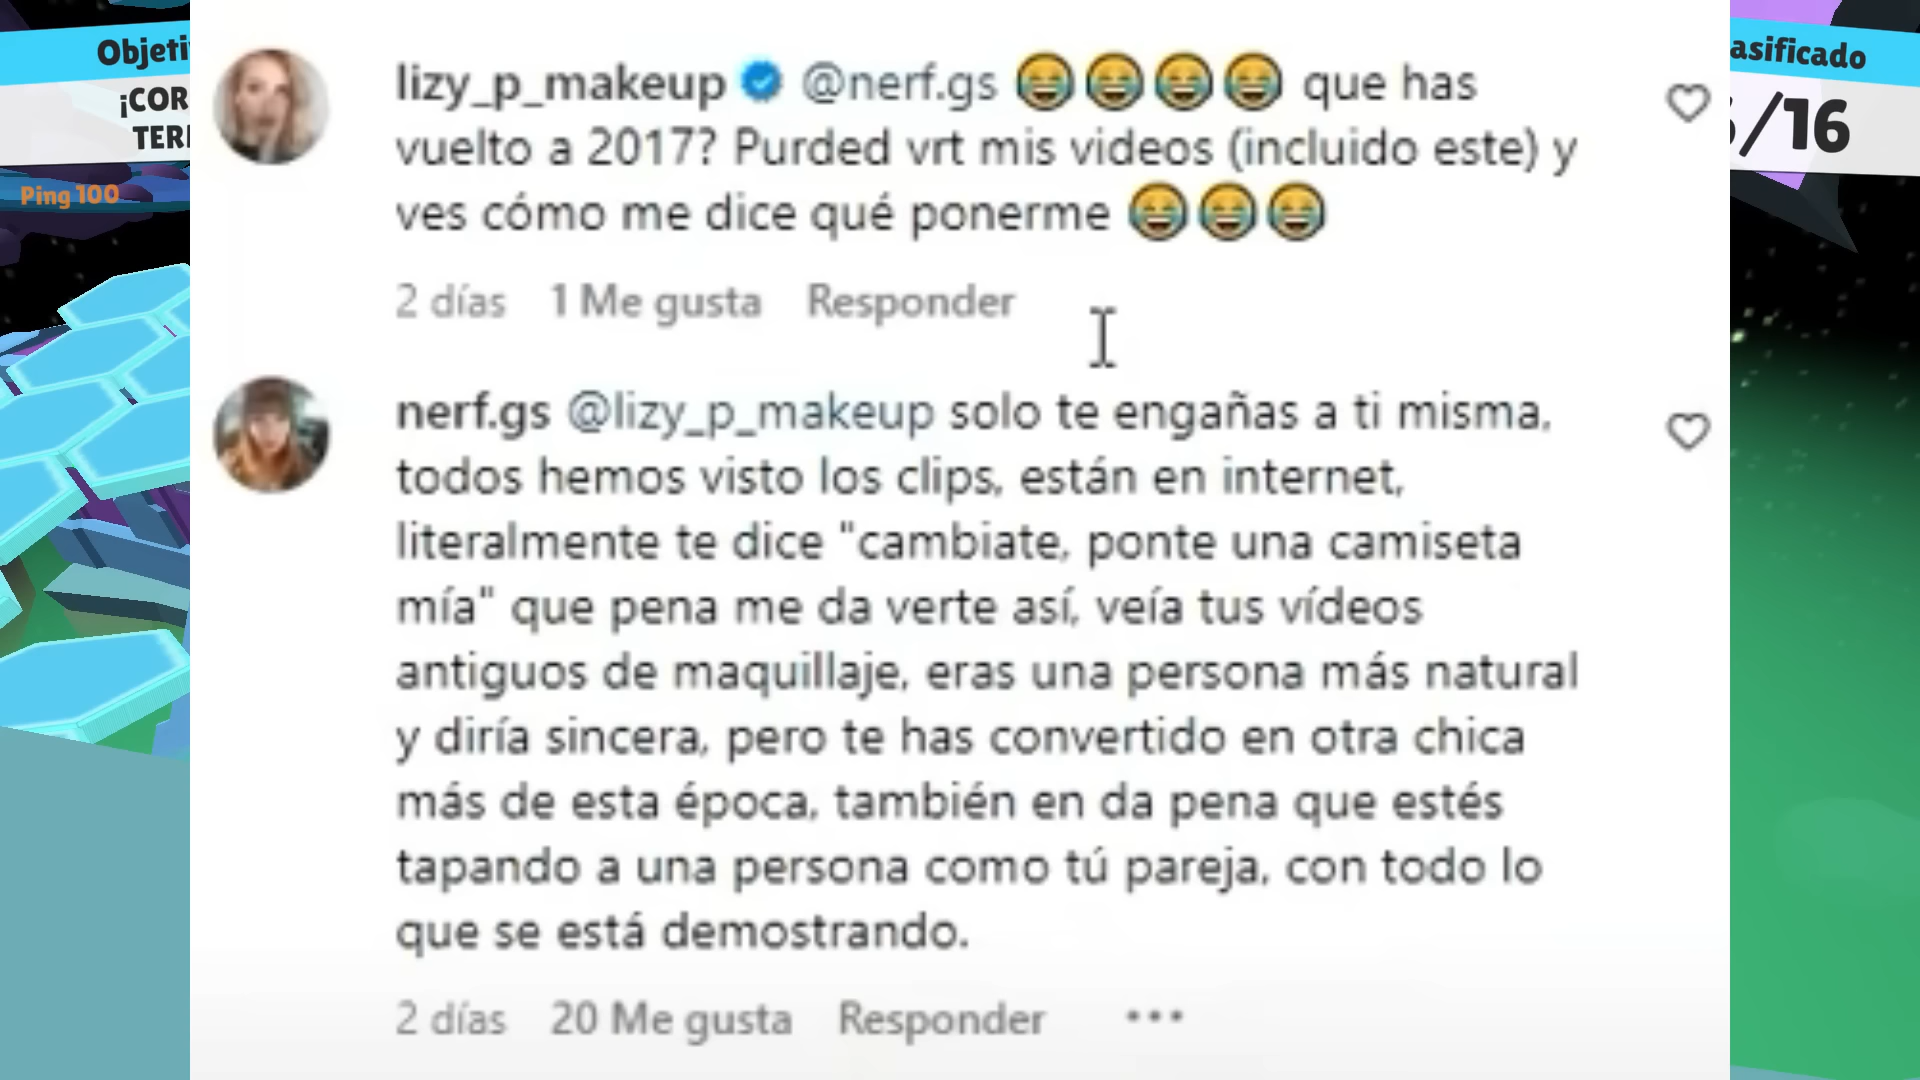 Objeti
asificado
¡COR
TERI
/16
Ping 100
lizy_p_makeup @nerf.gs 😂😂😂😂 que has
vuelto a 2017? Purded vrt mis videos (incluido este) y
ves cómo me dice qué ponerme 😂😂😂
2 días 1 Me gusta Responder
nerf.gs @lizy_p_makeup solo te engañas a ti misma,
todos hemos visto los clips, están en internet,
literalmente te dice "cambiate, ponte una camiseta
mía" que pena me da verte así, veía tus vídeos
antiguos de maquillaje, eras una persona más natural
y diría sincera, pero te has convertido en otra chica
más de esta época, también en da pena que estés
tapando a una persona como tú pareja, con todo lo
que se está demostrando.
2 días 20 Me gusta Responder •••